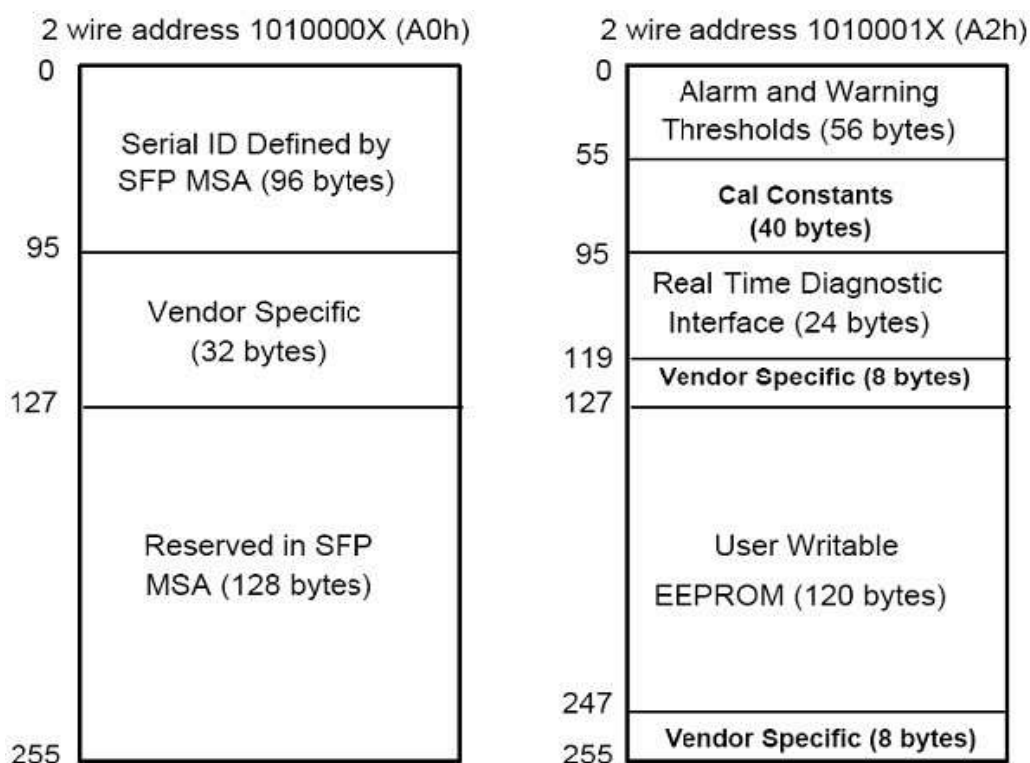 2 wire address 1010000X (A0h)
0
Serial ID Defined by
SFP MSA (96 bytes)
95
Vendor Specific
(32 bytes)
127
Reserved in SFP
MSA (128 bytes)
255
2 wire address 1010001X (A2h)
0
Alarm and Warning
Thresholds (56 bytes)
55
Cal Constants
(40 bytes)
95
Real Time Diagnostic
Interface (24 bytes)
119
Vendor Specific (8 bytes)
127
User Writable
EEPROM (120 bytes)
247
Vendor Specific (8 bytes)
255